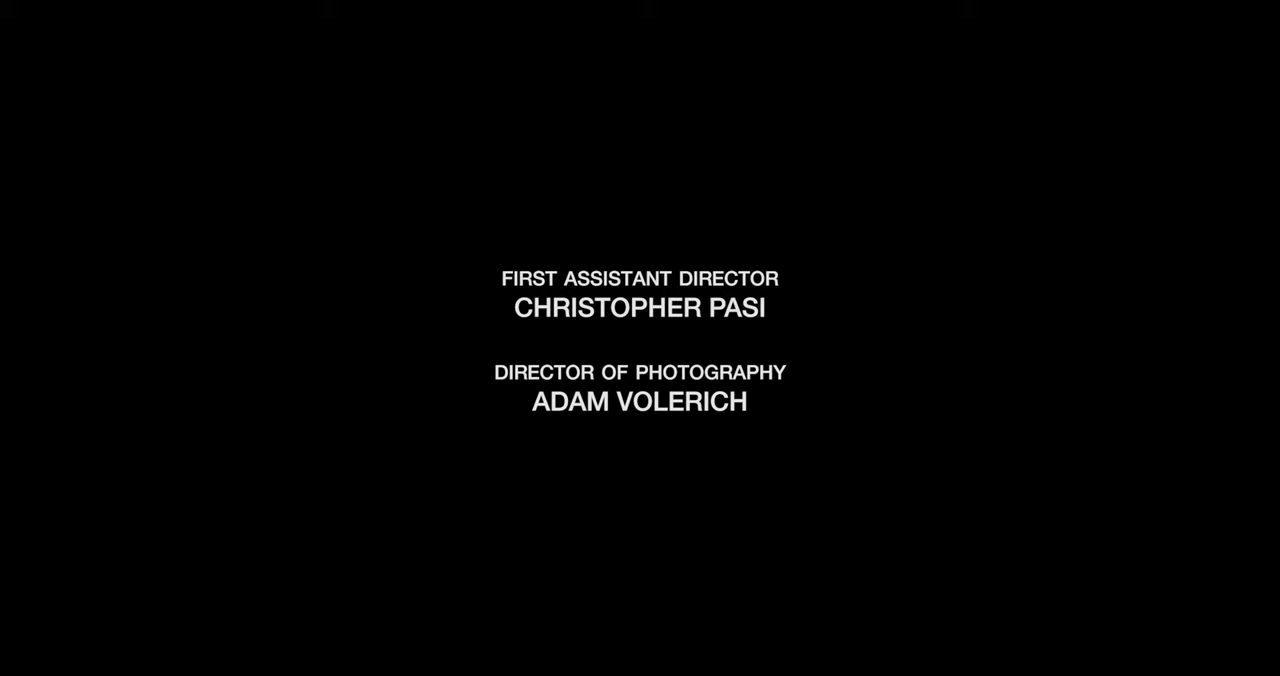 FIRST ASSISTANT DIRECTOR
CHRISTOPHER PASI
DIRECTOR OF PHOTOGRAPHY
ADAM VOLERICH